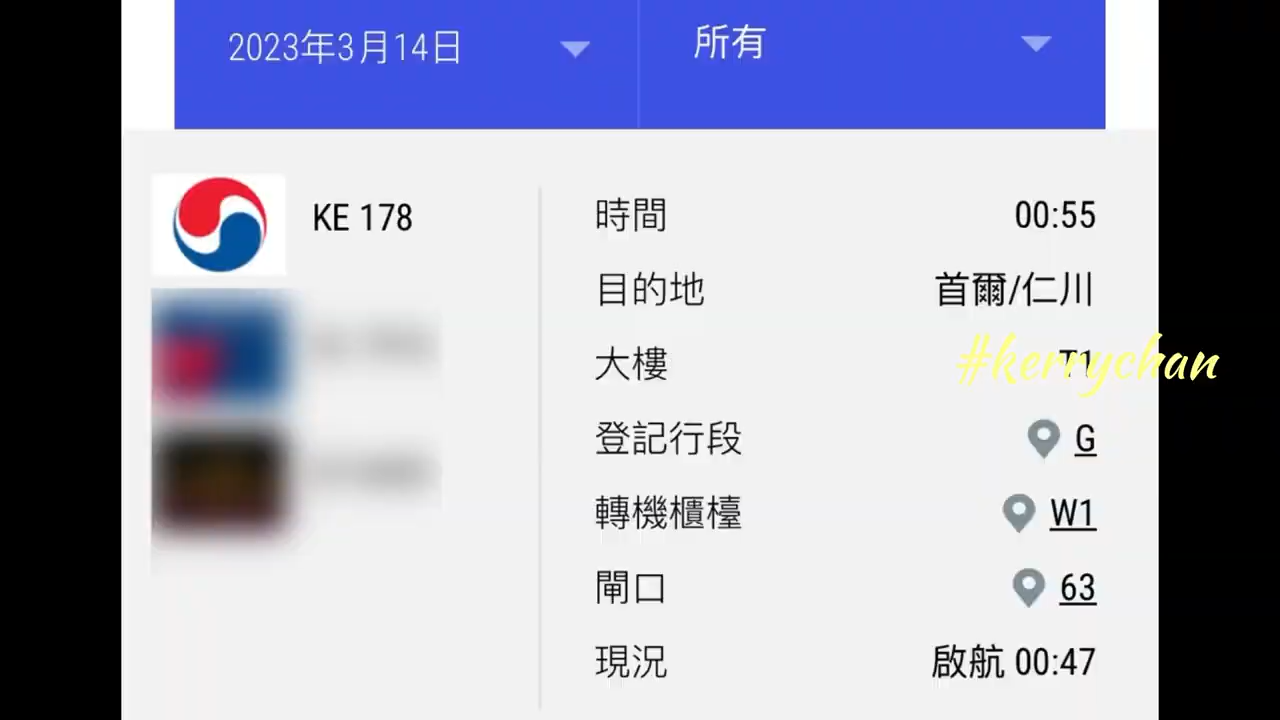 2023年3月14日
所有
KE 178
時間 00:55
目的地 首爾/仁川
大樓 T1
#kerrychan
登記行段 G
轉機櫃檯 W1
閘口 63
現況 啟航 00:47